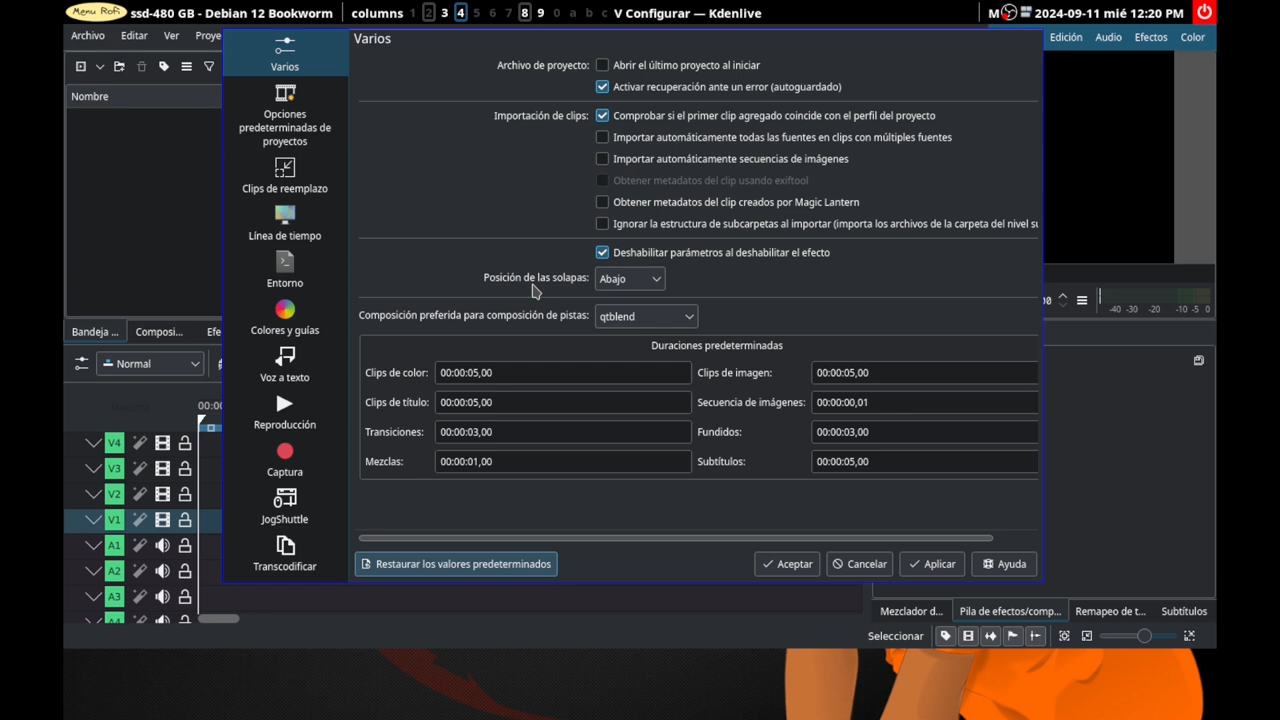 Menu Rofi ssd-480 GB - Debian 12 Bookworm columns 1 2 3 4 5 6 7 8 9 0 a b c V Configurar — Kdenlive M 2024-09-11 mié 12:20 PM
Archivo Editar Ver Proye
Edición Audio Efectos Color
Nombre
Bandeja ... Composi... Efe
Normal
00:00
V4
V3
V2
V1
A1
A2
A3
A4
Varios
Opciones
predeterminadas de
proyectos
Clips de reemplazo
Línea de tiempo
Entorno
Colores y guías
Voz a texto
Reproducción
Captura
JogShuttle
Transcodificar
Varios
Archivo de proyecto: Abrir el último proyecto al iniciar
Activar recuperación ante un error (autoguardado)
Importación de clips: Comprobar si el primer clip agregado coincide con el perfil del proyecto
Importar automáticamente todas las fuentes en clips con múltiples fuentes
Importar automáticamente secuencias de imágenes
Obtener metadatos del clip usando exiftool
Obtener metadatos del clip creados por Magic Lantern
Ignorar la estructura de subcarpetas al importar (importa los archivos de la carpeta del nivel su
Deshabilitar parámetros al deshabilitar el efecto
Posición de las solapas: Abajo
Composición preferida para composición de pistas: qtblend
Duraciones predeterminadas
Clips de color: 00:00:05,00 Clips de imagen: 00:00:05,00
Clips de título: 00:00:05,00 Secuencia de imágenes: 00:00:00,01
Transiciones: 00:00:03,00 Fundidos: 00:00:03,00
Mezclas: 00:00:01,00 Subtítulos: 00:00:05,00
Restaurar los valores predeterminados Aceptar Cancelar Aplicar Ayuda
00
-40 -30 -20 -10 -5 0
Mezclador d... Pila de efectos/comp... Remapeo de t... Subtítulos
Seleccionar